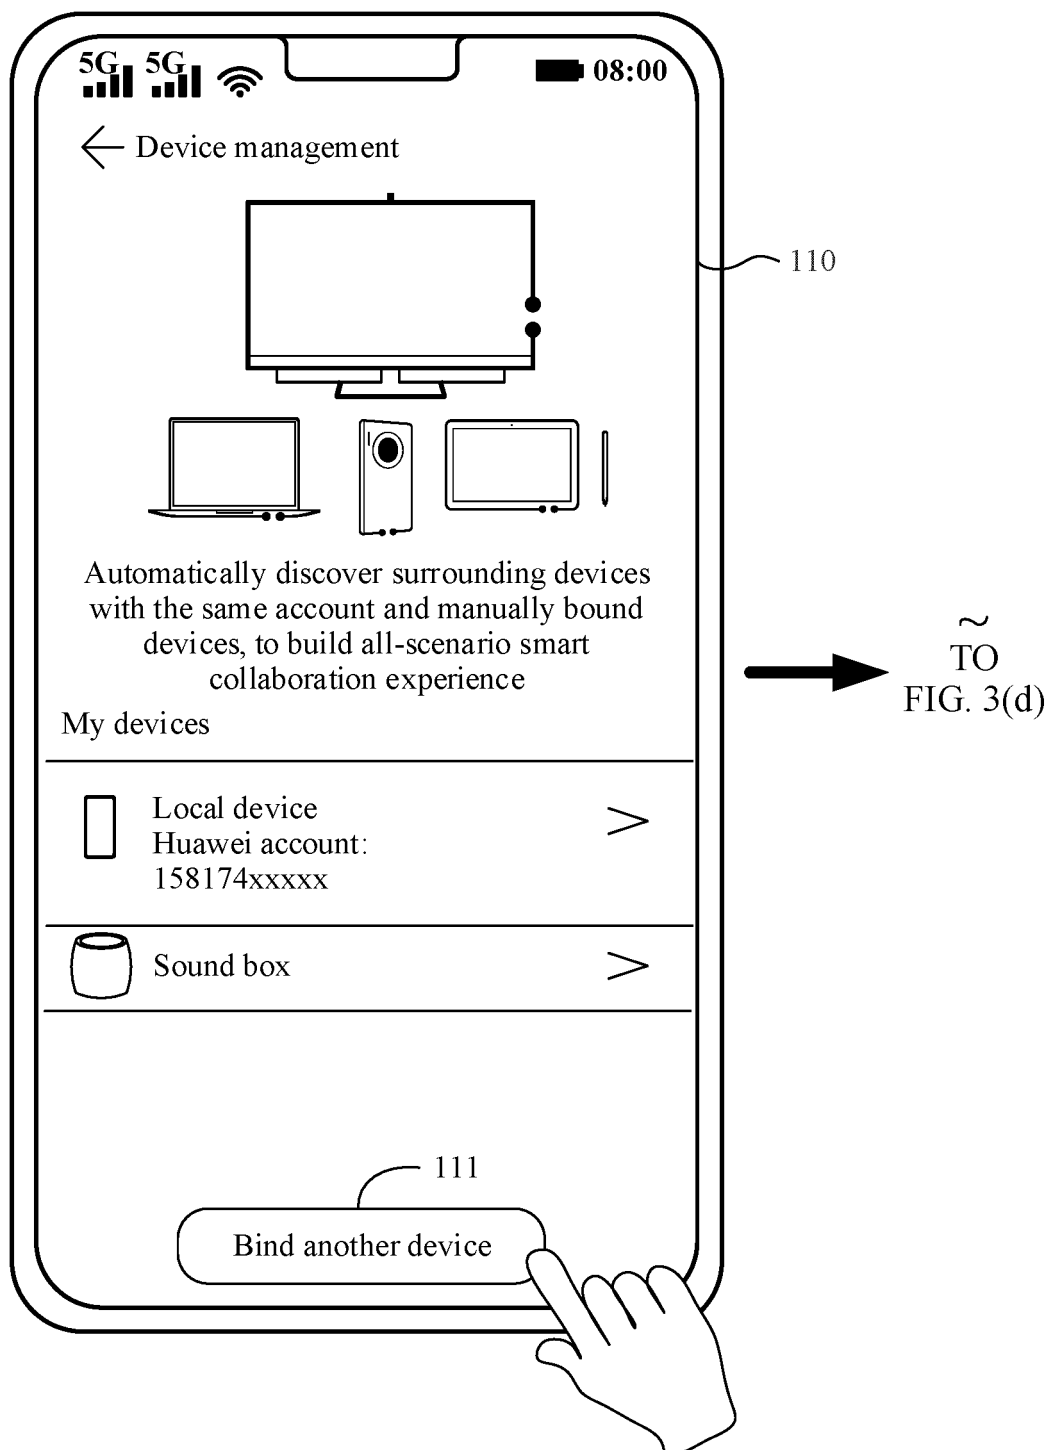 5G 5G 08:00
Device management
110
Automatically discover surrounding devices
with the same account and manually bound
devices, to build all-scenario smart
collaboration experience
~
TO
FIG. 3(d)
My devices
Local device
Huawei account:
158174xxxxx
>
Sound box
>
111
Bind another device